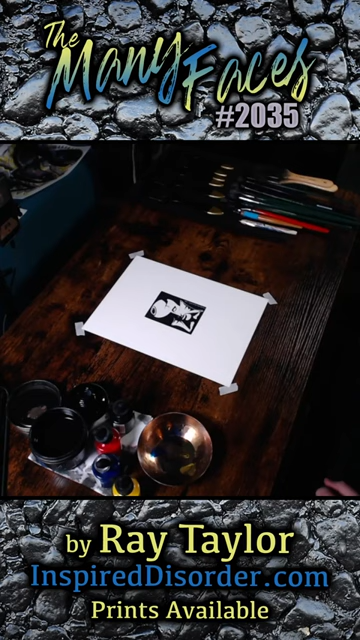 The
Many Faces
#2035
by Ray Taylor
InspiredDisorder.com
Prints Available